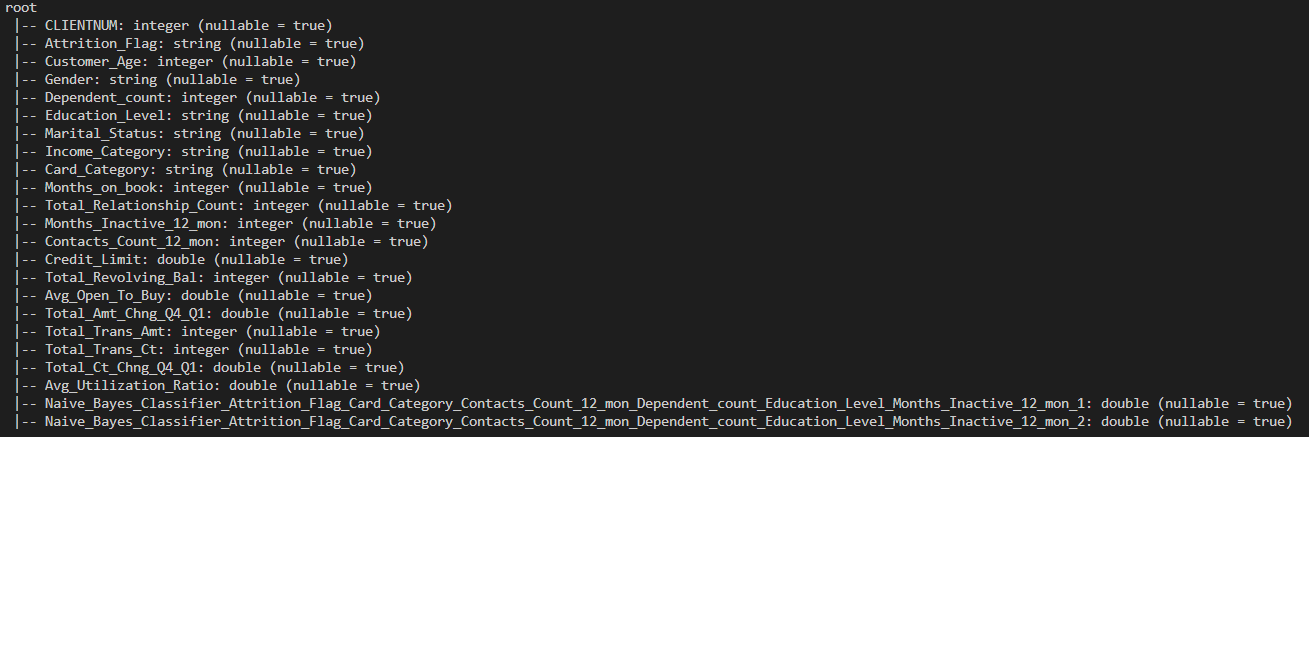 root
 |-- CLIENTNUM: integer (nullable = true)
 |-- Attrition_Flag: string (nullable = true)
 |-- Customer_Age: integer (nullable = true)
 |-- Gender: string (nullable = true)
 |-- Dependent_count: integer (nullable = true)
 |-- Education_Level: string (nullable = true)
 |-- Marital_Status: string (nullable = true)
 |-- Income_Category: string (nullable = true)
 |-- Card_Category: string (nullable = true)
 |-- Months_on_book: integer (nullable = true)
 |-- Total_Relationship_Count: integer (nullable = true)
 |-- Months_Inactive_12_mon: integer (nullable = true)
 |-- Contacts_Count_12_mon: integer (nullable = true)
 |-- Credit_Limit: double (nullable = true)
 |-- Total_Revolving_Bal: integer (nullable = true)
 |-- Avg_Open_To_Buy: double (nullable = true)
 |-- Total_Amt_Chng_Q4_Q1: double (nullable = true)
 |-- Total_Trans_Amt: integer (nullable = true)
 |-- Total_Trans_Ct: integer (nullable = true)
 |-- Total_Ct_Chng_Q4_Q1: double (nullable = true)
 |-- Avg_Utilization_Ratio: double (nullable = true)
 |-- Naive_Bayes_Classifier_Attrition_Flag_Card_Category_Contacts_Count_12_mon_Dependent_count_Education_Level_Months_Inactive_12_mon_1: double (nullable = true)
 |-- Naive_Bayes_Classifier_Attrition_Flag_Card_Category_Contacts_Count_12_mon_Dependent_count_Education_Level_Months_Inactive_12_mon_2: double (nullable = true)